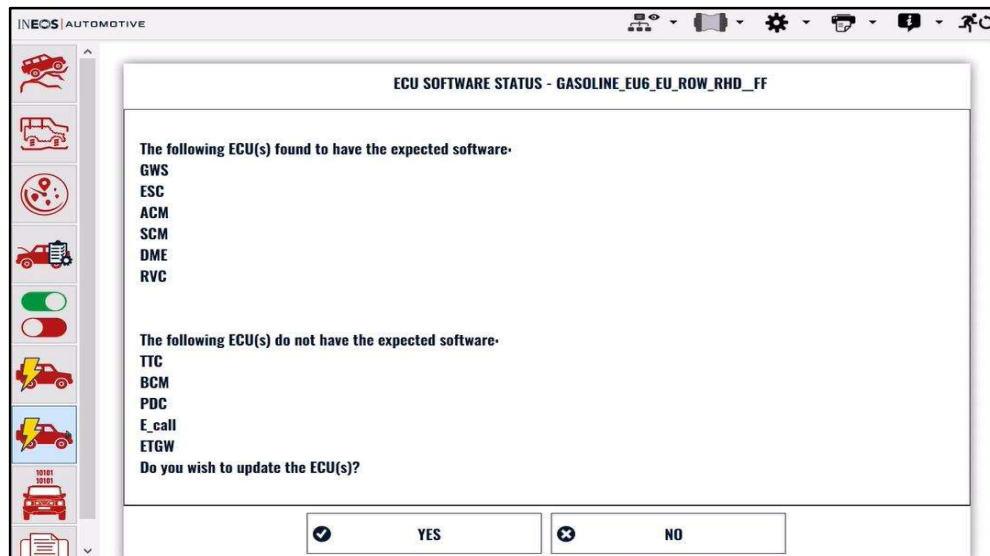 INEOS|AUTOMOTIVE
ECU SOFTWARE STATUS - GASOLINE_EU6_EU_ROW_RHD__FF
The following ECU(s) found to have the expected software·
GWS
ESC
ACM
SCM
DME
RVC
The following ECU(s) do not have the expected software·
TTC
BCM
PDC
E_call
ETGW
Do you wish to update the ECU(s)?
10101
10101
YES
NO